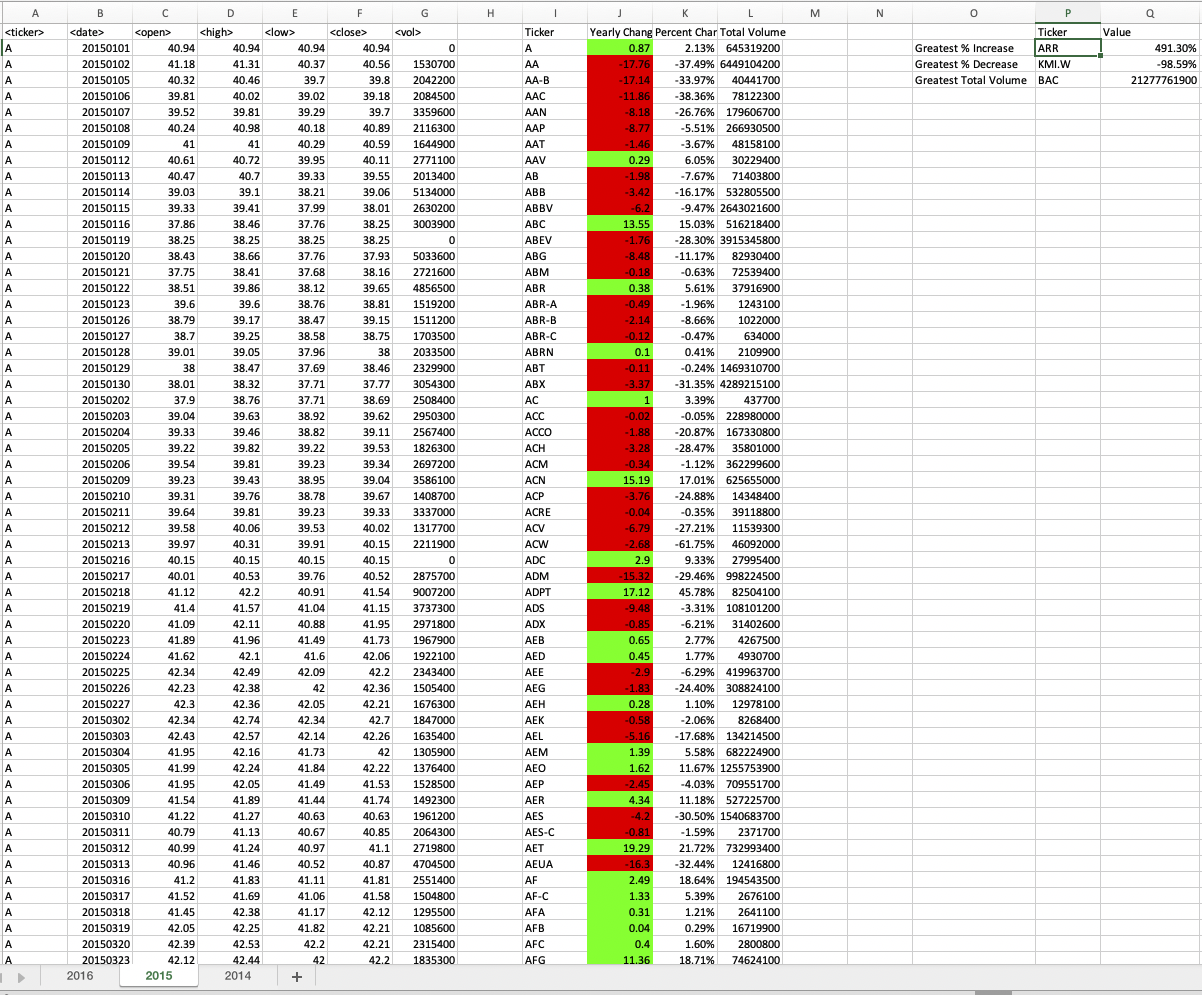 A B C D E F G H I J K L M N O P Q
<ticker> <date> <open> <high> <low> <close> <vol> Ticker Yearly Chang Percent Char Total Volume Ticker Value
A 20150101 40.94 40.94 40.94 40.94 0 A 0.87 2.13% 645319200 Greatest % Increase ARR 491.30%
A 20150102 41.18 41.31 40.37 40.56 1530700 AA -17.76 -37.49% 6449104200 Greatest % Decrease KMI.W -98.59%
A 20150105 40.32 40.46 39.7 39.8 2042200 AA-B -17.14 -33.97% 40441700 Greatest Total Volume BAC 21277761900
A 20150106 39.81 40.02 39.02 39.18 2084500 AAC -11.86 -38.36% 78122300
A 20150107 39.52 39.81 39.29 39.7 3359600 AAN -8.18 -26.76% 179606700
A 20150108 40.24 40.98 40.18 40.89 2116300 AAP -8.77 -5.51% 266930500
A 20150109 41 41 40.29 40.59 1644900 AAT -1.46 -3.67% 48158100
A 20150112 40.61 40.72 39.95 40.11 2771100 AAV 0.29 6.05% 30229400
A 20150113 40.47 40.7 39.33 39.55 2013400 AB -1.98 -7.67% 71403800
A 20150114 39.03 39.1 38.21 39.06 5134000 ABB -3.42 -16.17% 532805500
A 20150115 39.33 39.41 37.99 38.01 2630200 ABBV -6.2 -9.47% 2643021600
A 20150116 37.86 38.46 37.76 38.25 3003900 ABC 13.55 15.03% 516218400
A 20150119 38.25 38.25 38.25 38.25 0 ABEV -1.76 -28.30% 3915345800
A 20150120 38.43 38.66 37.76 37.93 5033600 ABG -8.48 -11.17% 82930400
A 20150121 37.75 38.41 37.68 38.16 2721600 ABM -0.18 -0.63% 72539400
A 20150122 38.51 39.86 38.12 39.65 4856500 ABR 0.38 5.61% 37916900
A 20150123 39.6 39.6 38.76 38.81 1519200 ABR-A -0.49 -1.96% 1243100
A 20150126 38.79 39.17 38.37 39.15 1511200 ABR-B -2.14 -8.66% 1022000
A 20150127 38.7 39.25 38.58 38.75 1703500 ABR-C -0.12 -0.47% 634000
A 20150128 39.01 39.05 37.96 38 2033500 ABRN 0.1 0.41% 2109900
A 20150129 38 38.47 37.69 38.46 2329900 ABT -0.11 -0.24% 1469310700
A 20150130 38.01 38.32 37.71 37.77 3054300 ABX -3.37 -31.35% 4289215100
A 20150202 37.9 38.76 37.71 38.69 2508400 AC 1 3.39% 437700
A 20150203 39.04 39.63 38.92 39.62 2950300 ACC -0.02 -0.05% 228980000
A 20150204 39.33 39.46 38.82 39.11 2567400 ACCO -1.88 -20.87% 167330800
A 20150205 39.22 39.82 39.22 39.53 1826300 ACH -3.28 -28.47% 35801000
A 20150206 39.54 39.81 39.23 39.34 2697200 ACM -0.34 -1.12% 362299600
A 20150209 39.23 39.43 38.95 39.04 3586100 ACN 15.19 17.01% 625655000
A 20150210 39.31 39.76 38.78 39.67 1408700 ACP -3.76 -24.88% 14348400
A 20150211 39.64 39.81 39.23 39.33 3337000 ACRE -0.04 -0.35% 39118800
A 20150212 39.58 40.06 39.53 40.02 1317700 ACV -6.79 -27.21% 11539300
A 20150213 39.97 40.31 39.91 40.15 2211900 ACW -2.68 -61.75% 46092000
A 20150216 40.15 40.15 40.15 40.15 0 ADC 2.9 9.33% 27995400
A 20150217 40.01 40.53 39.76 40.52 2875700 ADM -15.32 -29.46% 998224500
A 20150218 41.12 42.2 40.91 41.54 9007200 ADPT 17.12 45.78% 82504100
A 20150219 41.4 41.57 41.04 41.15 3737300 ADS -9.48 -3.31% 108101200
A 20150220 41.09 42.11 40.88 41.95 2971800 ADX -0.85 -6.21% 31402600
A 20150223 41.89 41.96 41.49 41.73 1967900 AEB 0.65 2.77% 4267500
A 20150224 41.62 42.1 41.6 42.06 1922100 AED 0.45 1.77% 4930700
A 20150225 42.34 42.49 42.09 42.2 2343400 AEE -2.9 -6.29% 419963700
A 20150226 42.23 42.38 42 42.36 1505400 AEG -1.83 -24.40% 308824100
A 20150227 42.3 42.36 42.05 42.21 1676300 AEH 0.28 1.10% 12978100
A 20150302 42.34 42.74 42.34 42.7 1847000 AEK -0.58 -2.06% 8268400
A 20150303 42.43 42.57 42.14 42.26 1635400 AEL -5.16 -17.68% 134214500
A 20150304 41.95 42.16 41.73 42 1305900 AEM 1.39 5.58% 682224900
A 20150305 41.99 42.24 41.84 42.22 1376400 AEO 1.62 11.67% 1255753900
A 20150306 41.95 42.05 41.49 41.53 1528500 AEP -2.45 -4.03% 709551700
A 20150309 41.54 41.89 41.44 41.74 1492300 AER 4.34 11.18% 527225700
A 20150310 41.22 41.27 40.63 40.63 1961200 AES -4.2 -30.50% 1540683700
A 20150311 40.79 41.13 40.67 40.85 2064300 AES-C -0.81 -1.59% 2371700
A 20150312 40.99 41.24 40.97 41.1 2719800 AET 19.29 21.72% 732993400
A 20150313 40.96 41.46 40.52 40.87 4704500 AEUA -16.3 -32.44% 12416800
A 20150316 41.2 41.83 41.11 41.81 2551400 AF 2.49 18.64% 194543500
A 20150317 41.52 41.69 41.06 41.58 1504800 AF-C 1.33 5.39% 2676100
A 20150318 41.45 42.38 41.17 42.12 1295500 AFA 0.31 1.21% 2641100
A 20150319 42.05 42.25 41.82 42.21 1085600 AFB 0.04 0.29% 16719900
A 20150320 42.39 42.53 42.2 42.21 2315400 AFC 0.4 1.60% 2800800
A 20150323 42.12 42.44 42 42.2 1835300 AFG 11.36 18.71% 74624100
2016 2015 2014 +